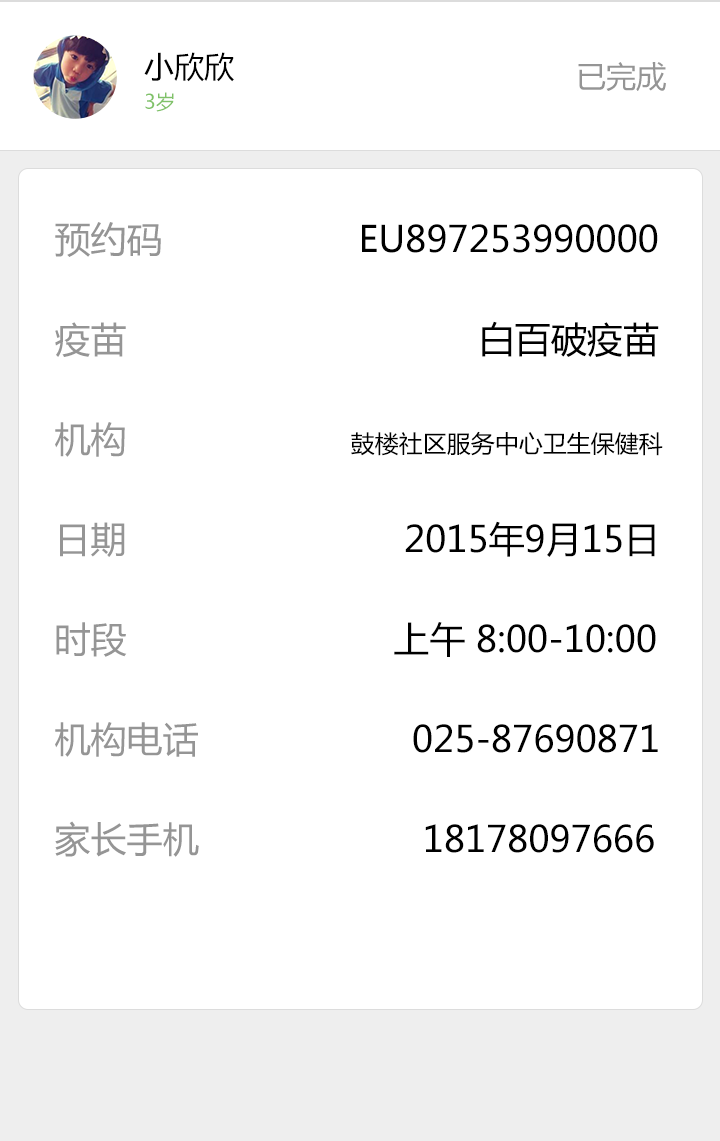 小欣欣
已完成
3岁
预约码 EU897253990000
疫苗 白百破疫苗
机构 鼓楼社区服务中心卫生保健科
日期 2015年9月15日
时段 上午 8:00-10:00
机构电话 025-87690871
家长手机 18178097666